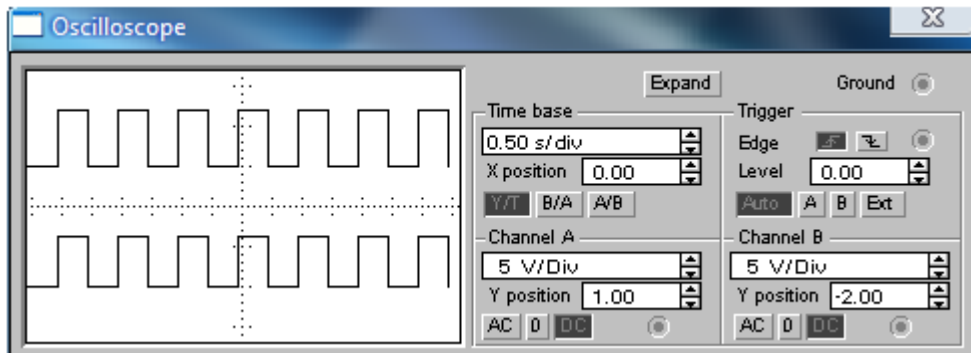 Oscilloscope
Expand Ground
Time base
0.50 s/div
X position 0.00
Y/T B/A A/B
Trigger
Edge
Level 0.00
Auto A B Ext
Channel A
5 V/Div
Y position 1.00
AC 0 DC
Channel B
5 V/Div
Y position -2.00
AC 0 DC